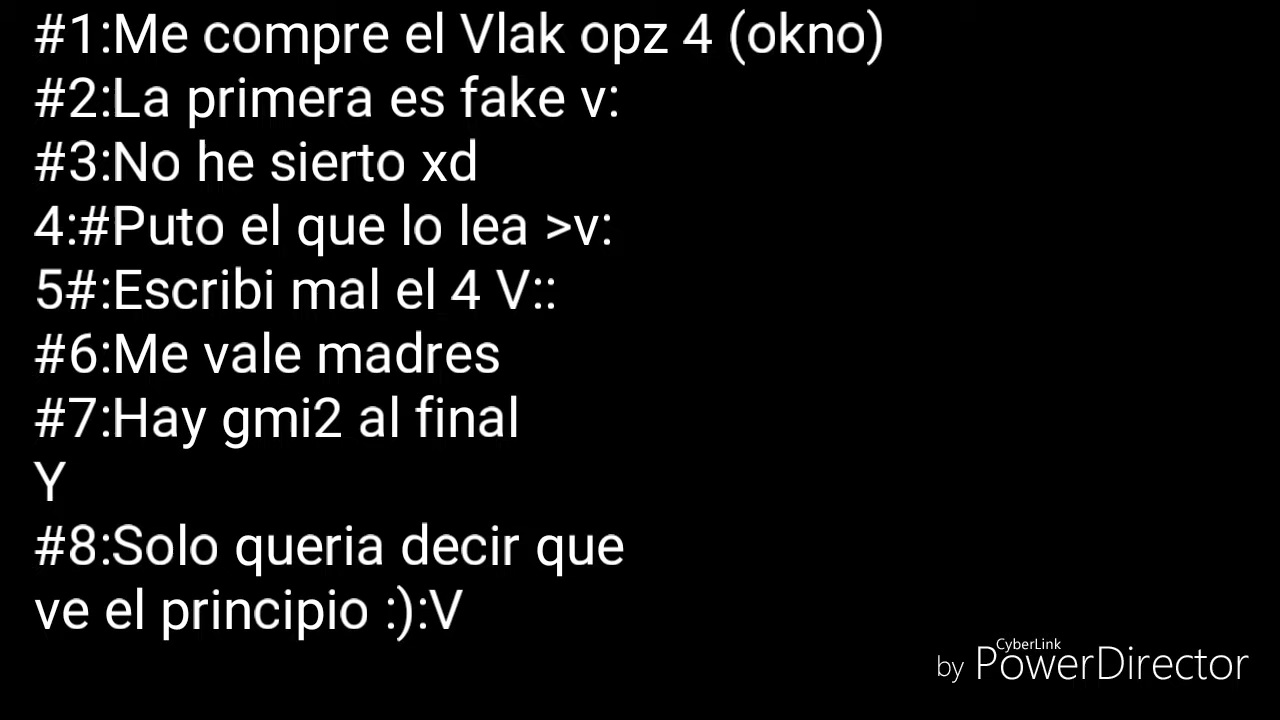 #1:Me compre el Vlak opz 4 (okno)
#2:La primera es fake v:
#3:No he sierto xd
4:#Puto el que lo lea >v:
5#:Escribi mal el 4 V::
#6:Me vale madres
#7:Hay gmi2 al final
Y
#8:Solo queria decir que
ve el principio :):V
CyberLink
by PowerDirector